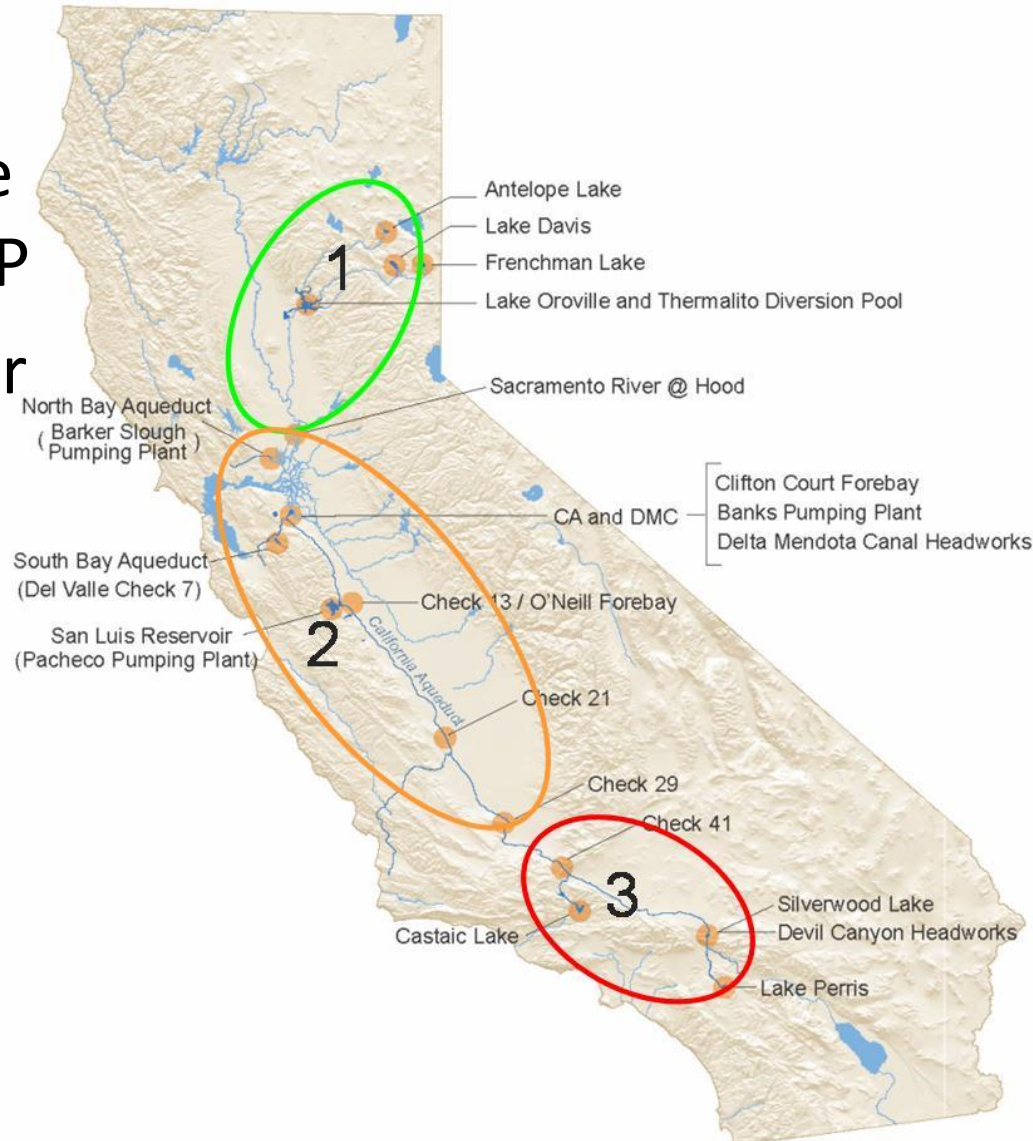 e
P
r
1
Antelope Lake
Lake Davis
Frenchman Lake
Lake Oroville and Thermalito Diversion Pool
Sacramento River @ Hood
North Bay Aqueduct
( Barker Slough )
Pumping Plant
Clifton Court Forebay
CA and DMC
Banks Pumping Plant
Delta Mendota Canal Headworks
South Bay Aqueduct
(Del Valle Check 7)
Check 13 / O'Neill Forebay
San Luis Reservoir
(Pacheco Pumping Plant)
2
California Aqueduct
Check 21
Check 29
Check 41
3
Silverwood Lake
Devil Canyon Headworks
Castaic Lake
Lake Perris